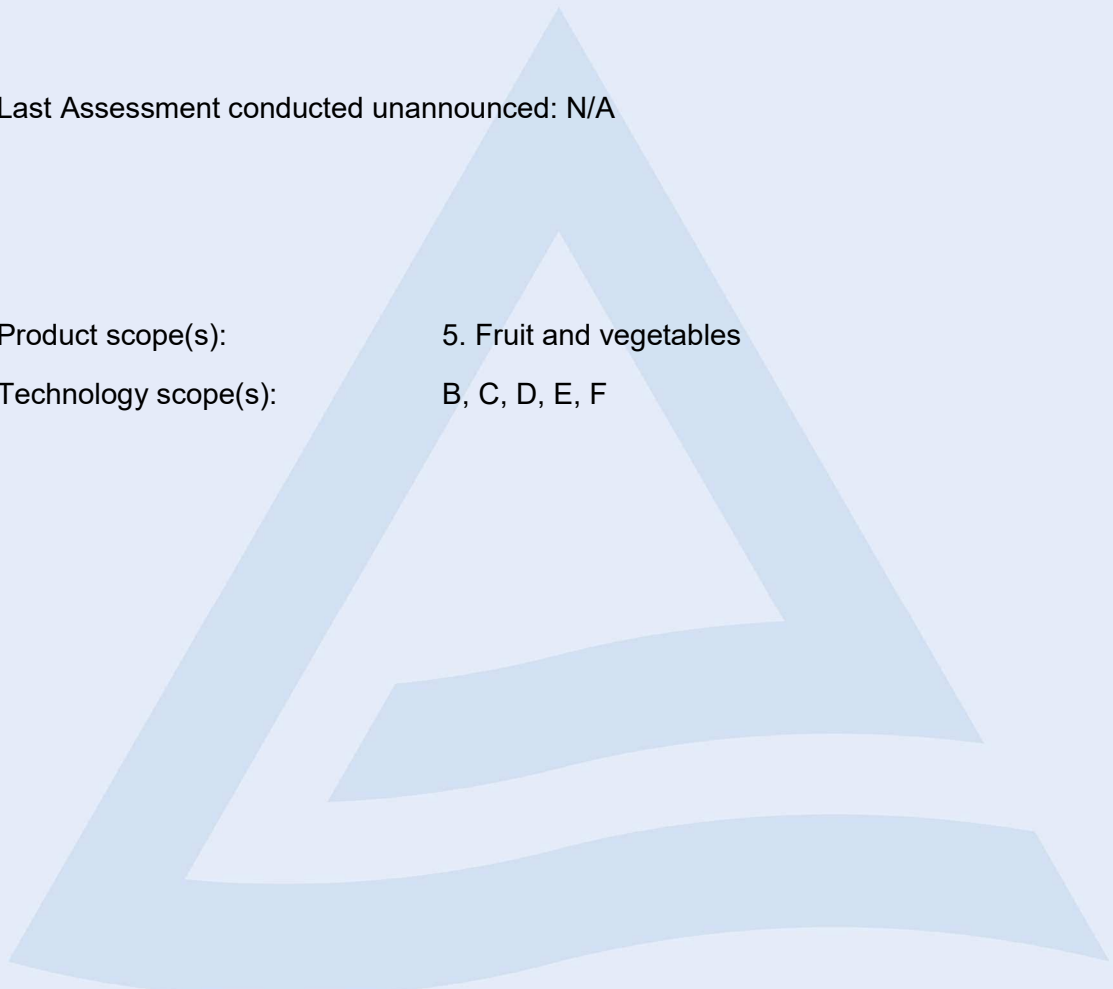 Last Assessment conducted unannounced: N/A
Product scope(s): 5. Fruit and vegetables
Technology scope(s): B, C, D, E, F